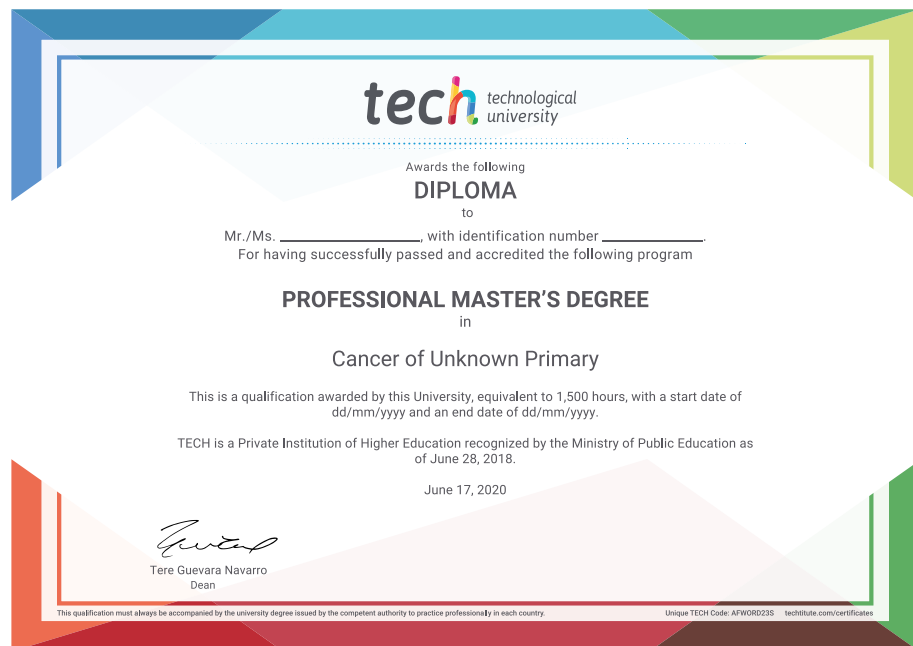 tech technological
university
Awards the following
DIPLOMA
to
Mr./Ms. ____________________, with identification number ______________.
For having successfully passed and accredited the following program
PROFESSIONAL MASTER'S DEGREE
in
Cancer of Unknown Primary
This is a qualification awarded by this University, equivalent to 1,500 hours, with a start date of
dd/mm/yyyy and an end date of dd/mm/yyyy.
TECH is a Private Institution of Higher Education recognized by the Ministry of Public Education as
of June 28, 2018.
June 17, 2020
Tere Guevara Navarro
Dean
This qualification must always be accompanied by the university degree issued by the competent authority to practice professionally in each country. Unique TECH Code: AFWORD23S techtitute.com/certificates